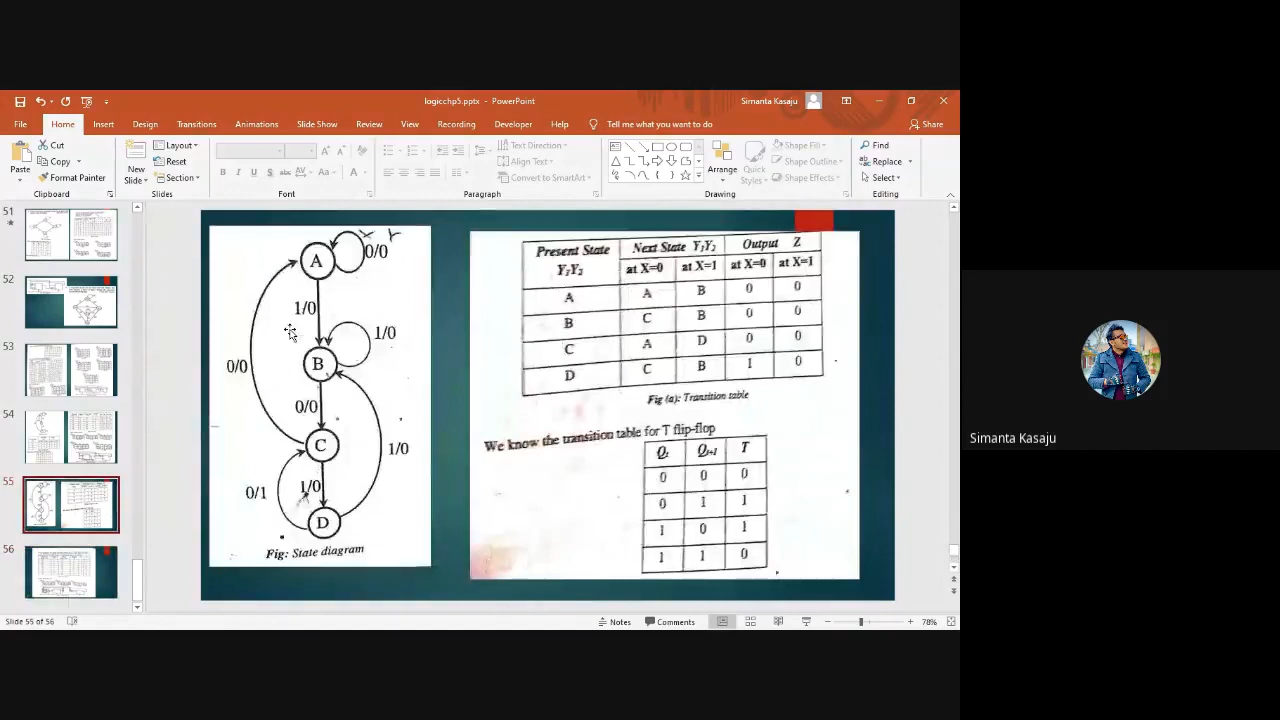 logicchp5.pptx - PowerPoint
Simanta Kasaju
File Home Insert Design Transitions Animations Slide Show Review View Recording Developer Help Tell me what you want to do Share
Paste
Cut
Copy
Format Painter
Clipboard
New Slide
Layout
Reset
Section
Slides
B I U S abc AV Aa A
Font
Text Direction
Align Text
Convert to SmartArt
Paragraph
Arrange
Quick Styles
Shape Fill
Shape Outline
Shape Effects
Drawing
Find
Replace
Select
Editing
51
52
53
54
55
56
A
0/0
1/0
B
1/0
0/0
0/0
C
1/0
0/1
1/0
D
Fig: State diagram
Present State Next State Y₁Y₂ Output Z
Y₁Y₂ at X=0 at X=1 at X=0 at X=1
A A B 0 0
B C B 0 0
C A D 0 0
D C B 1 0
Fig (a): Transition table
We know the transition table for T flip-flop
Qₜ Qₜ₊₁ T
0 0 0
0 1 1
1 0 1
1 1 0
Slide 55 of 56
Notes Comments 78%
Simanta Kasaju